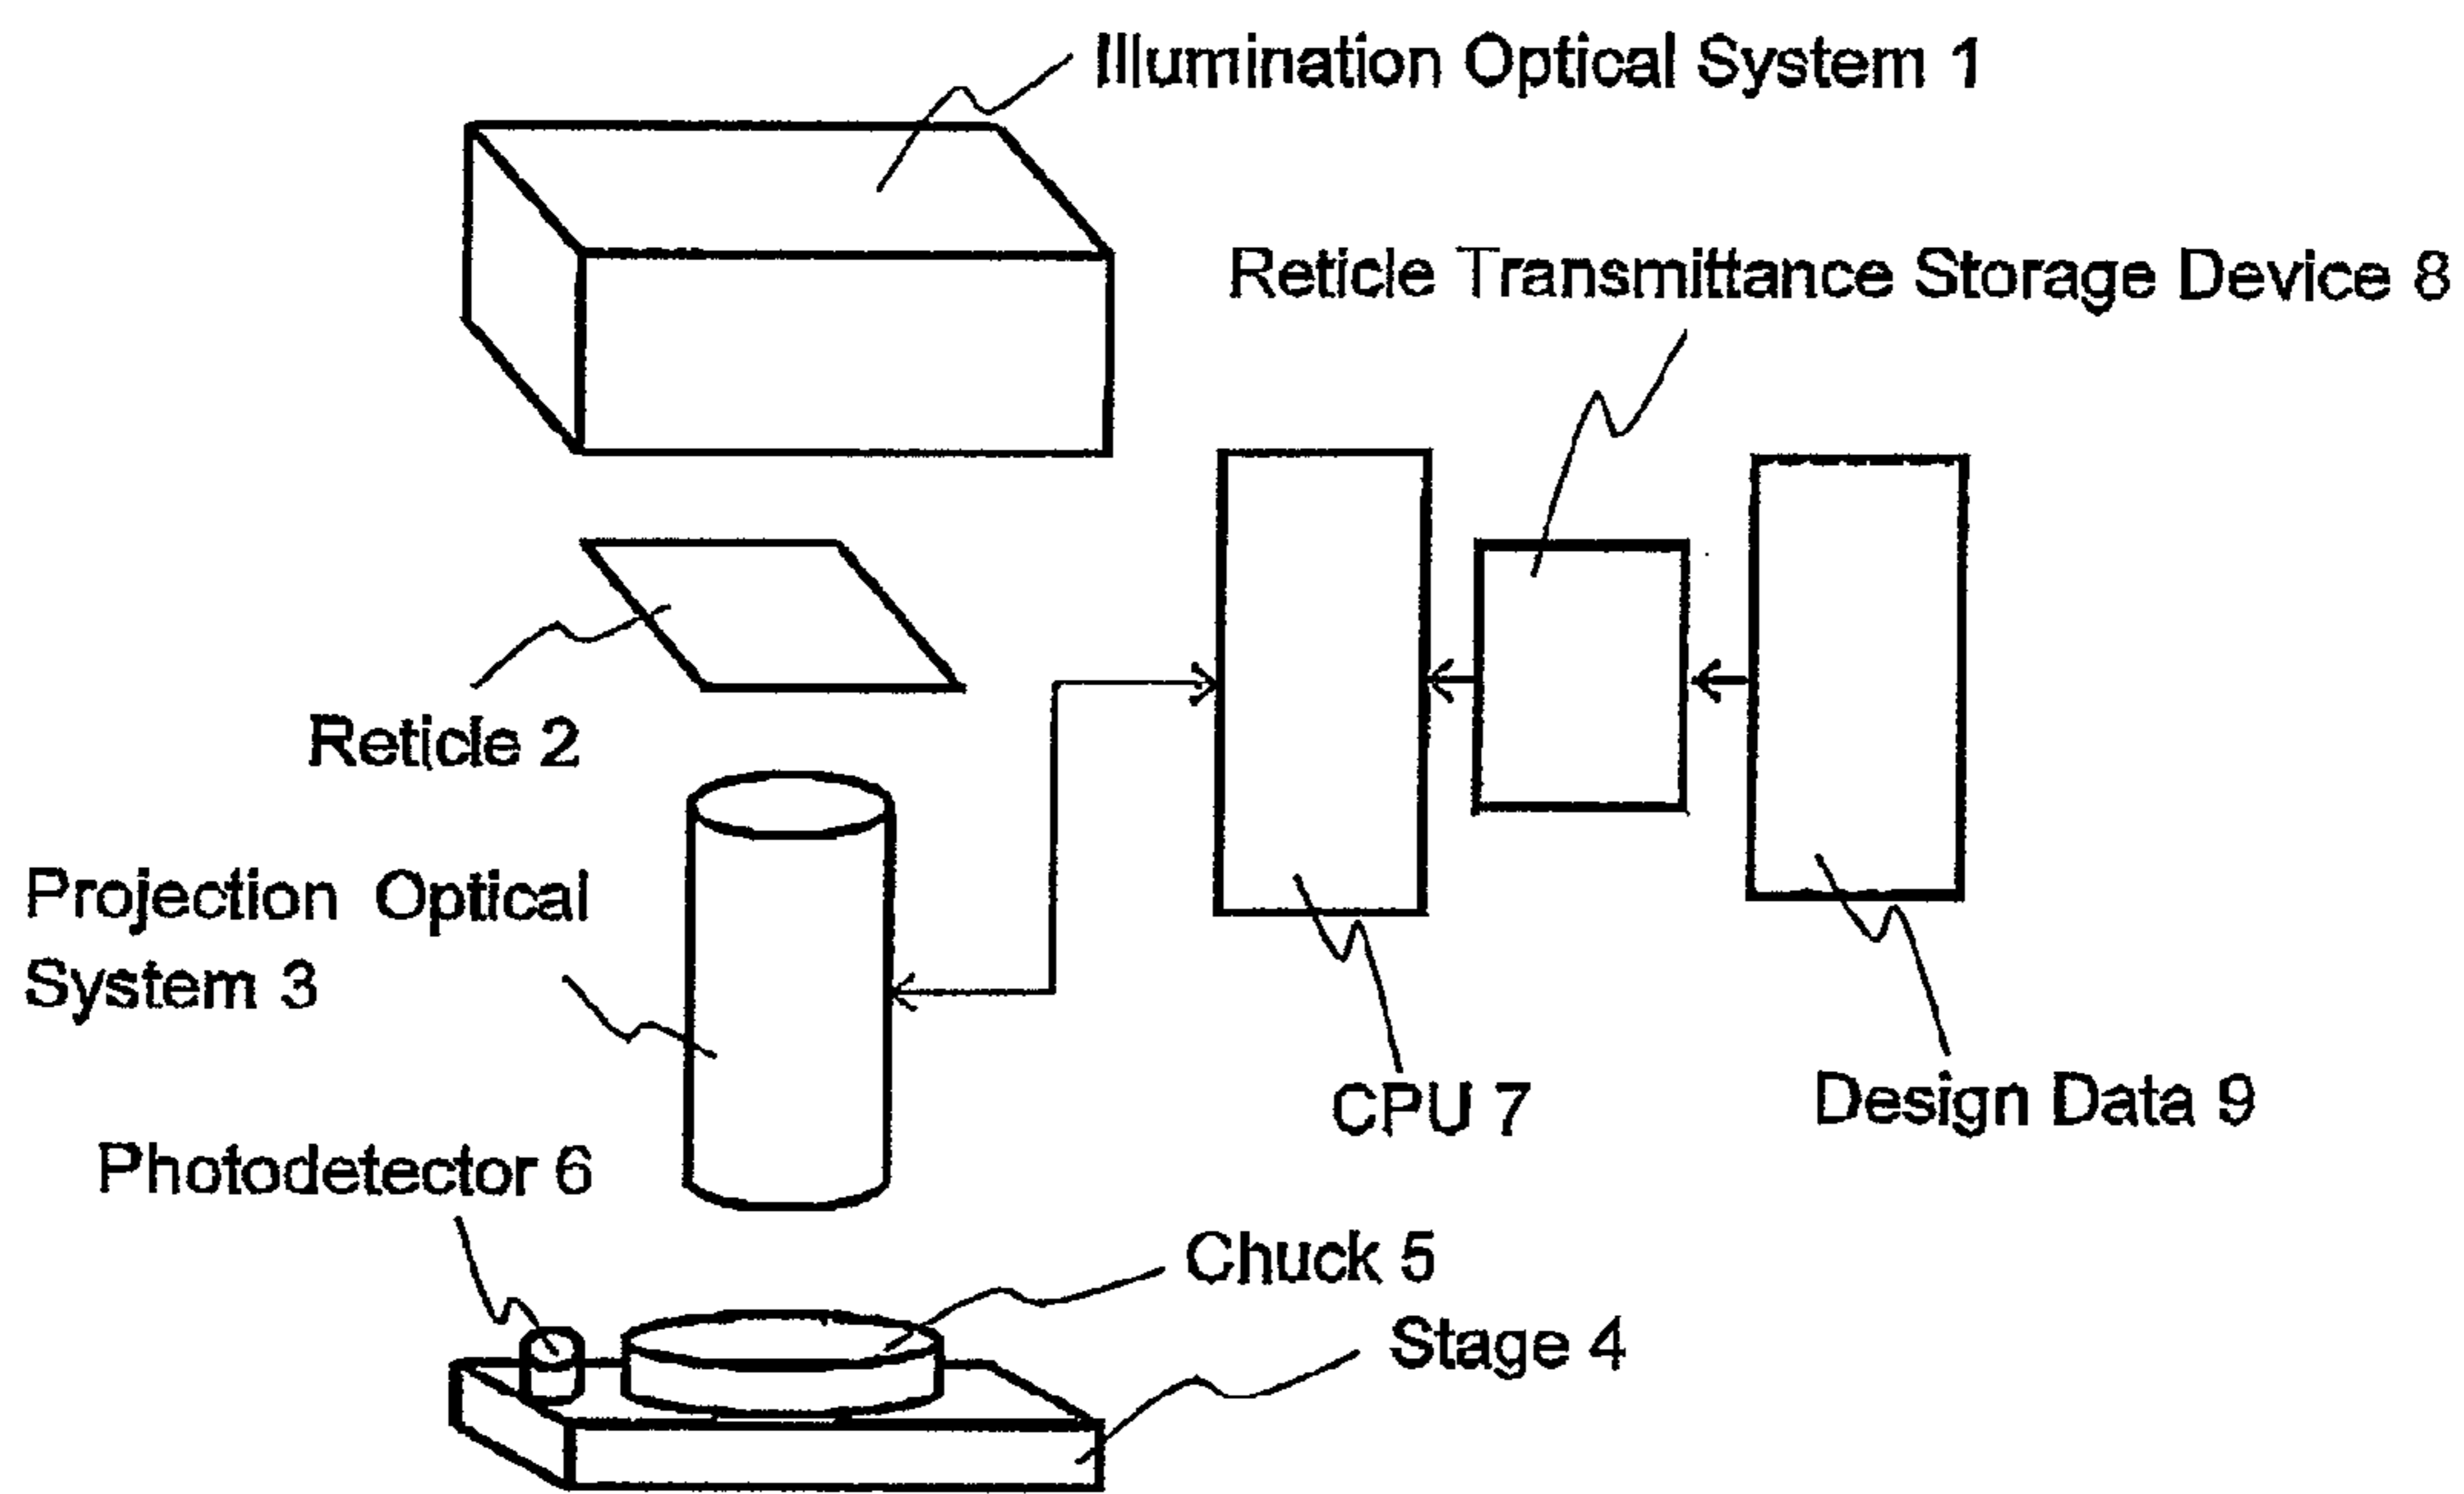 Illumination Optical System 1
Reticle Transmittance Storage Device 8
Reticle 2
Projection Optical
System 3
CPU 7
Design Data 9
Photodetector 6
Chuck 5
Stage 4